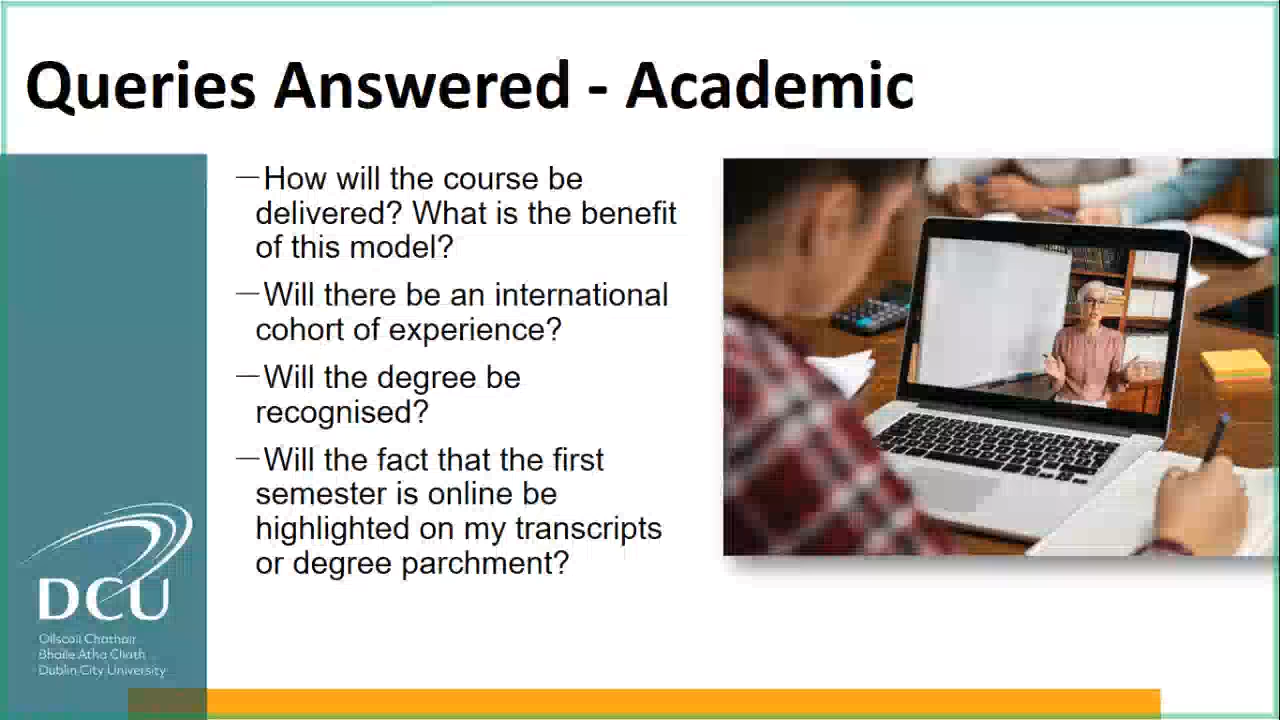 Queries Answered - Academic
—How will the course be
delivered? What is the benefit
of this model?
—Will there be an international
cohort of experience?
—Will the degree be
recognised?
—Will the fact that the first
semester is online be
highlighted on my transcripts
or degree parchment?
DCU
Ollscoil Chathair
Bhaile Átha Cliath
Dublin City University